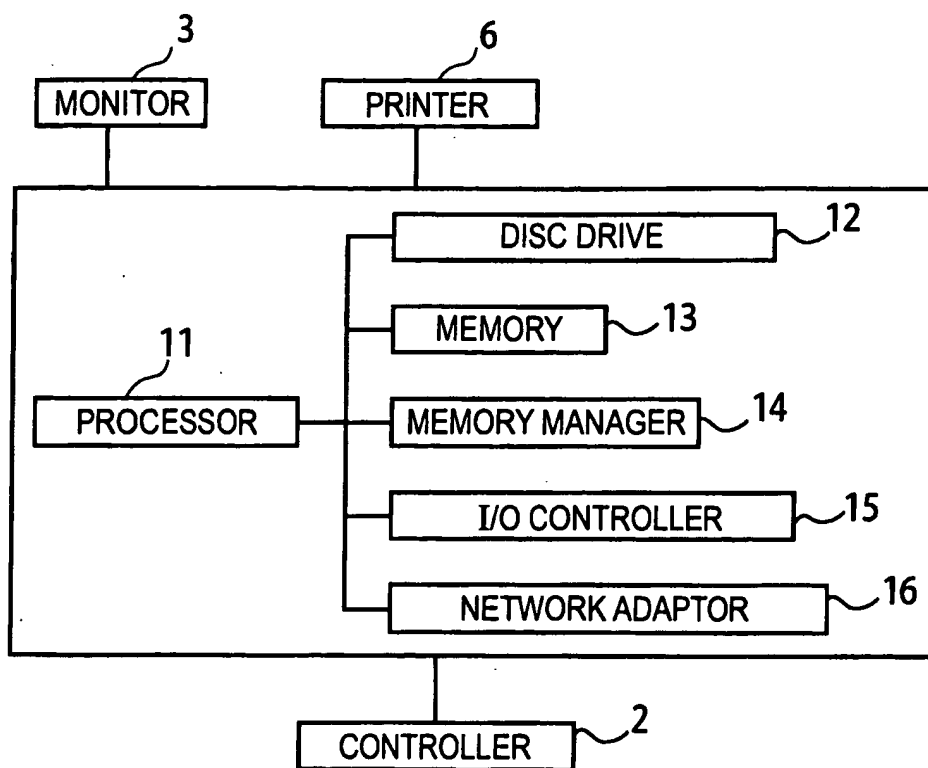 3
6
MONITOR
PRINTER
12
DISC DRIVE
13
MEMORY
11
PROCESSOR
14
MEMORY MANAGER
15
I/O CONTROLLER
16
NETWORK ADAPTOR
2
CONTROLLER